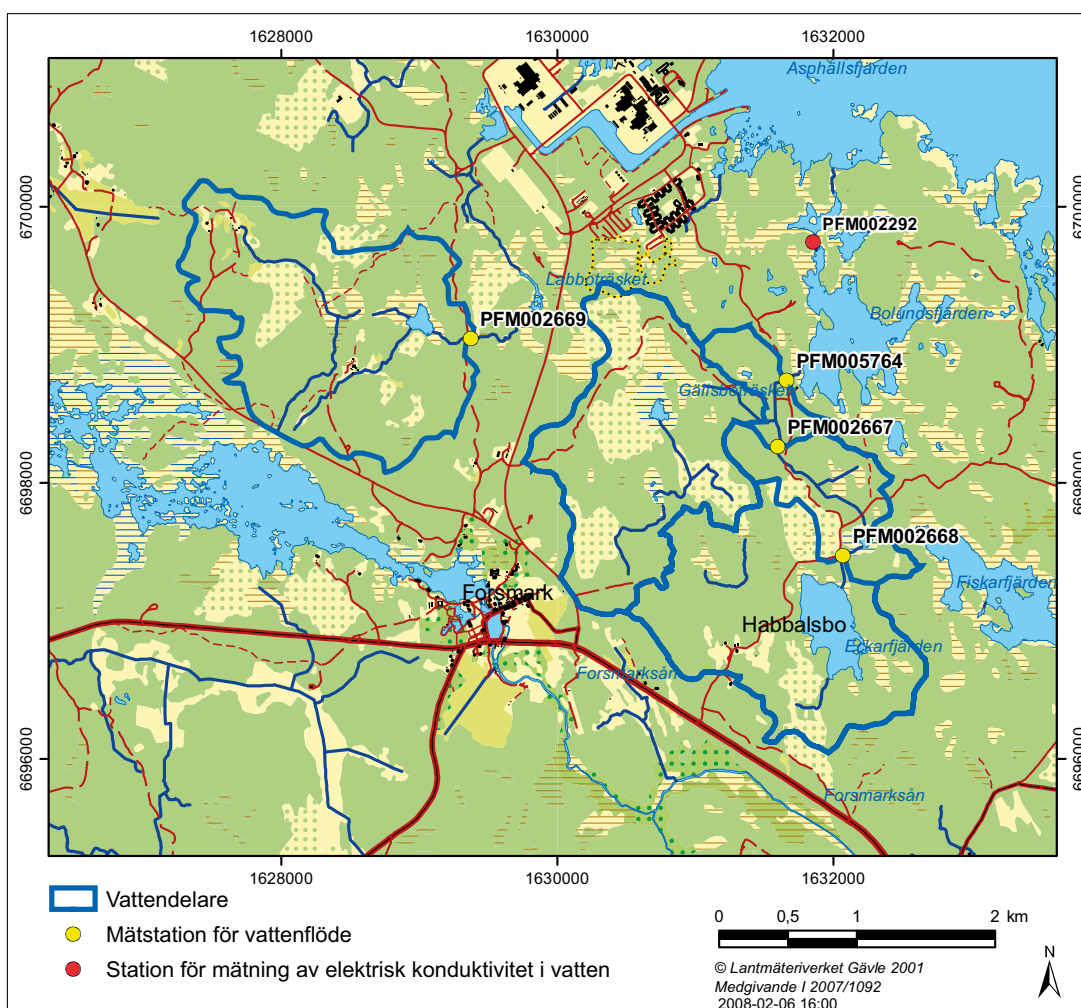 1628000
1630000
1632000
Asphällsfjärden
6700000
6700000
PFM002292
Labboträsket
Bolundsfjärden
PFM002669
PFM005764
Gällsboträsket
PFM002667
6698000
6698000
PFM002668
Fiskarfjärden
Forsmark
Habbalsbo
Eckarfjärden
Forsmarksån
6696000
6696000
Forsmarksån
1628000
1630000
1632000
Vattendelare
Mätstation för vattenflöde
Station för mätning av elektrisk konduktivitet i vatten
0 0,5 1 2 km
© Lantmäteriverket Gävle 2001
Medgivande I 2007/1092
2008-02-06 16:00
N